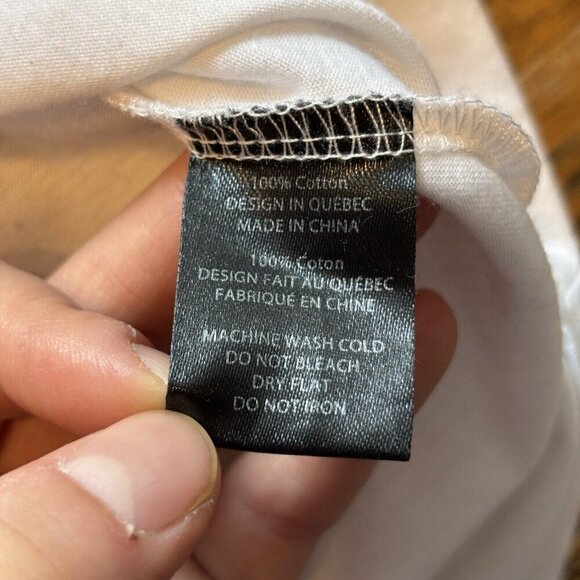 100% Cotton
DESIGN IN QUÉBEC
MADE IN CHINA
100% Coton
DESIGN FAIT AU QUÉBEC
FABRIQUÉ EN CHINE
MACHINE WASH COLD
DO NOT BLEACH
DRY FLAT
DO NOT IRON